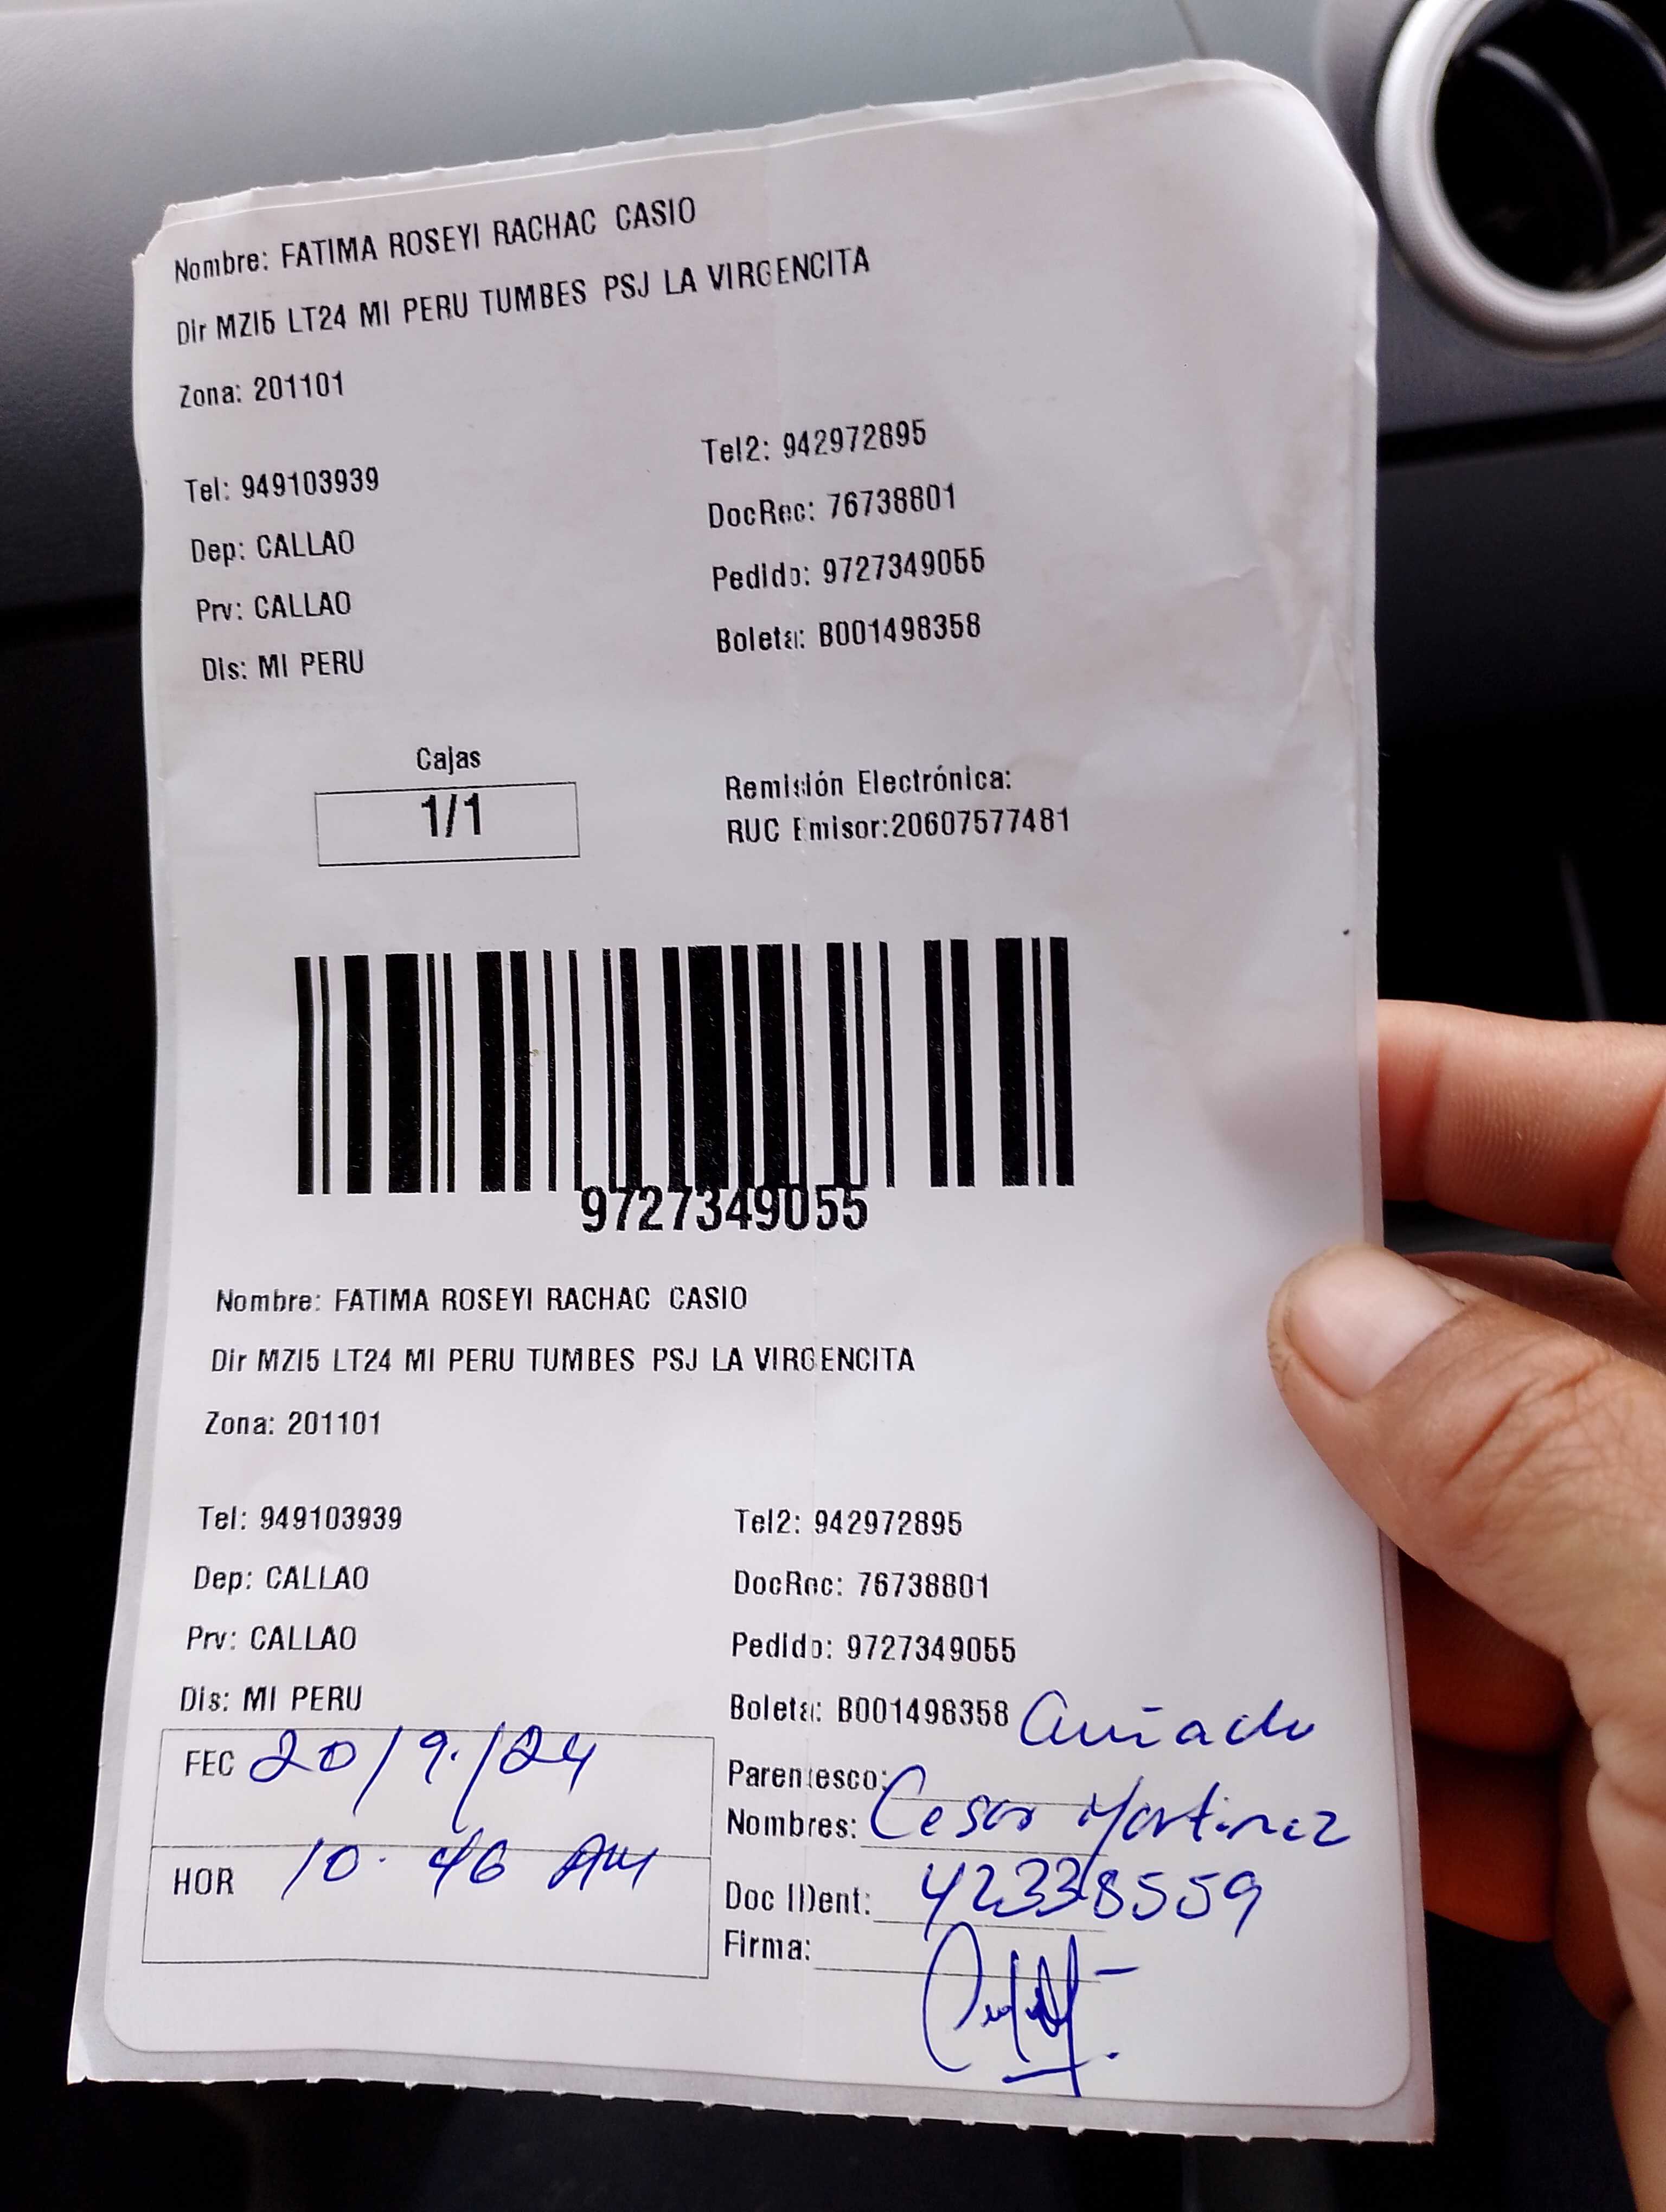 Nombre: FATIMA ROSEYI RACHAC CASIO
Dir MZI5 LT24 MI PERU TUMBES PSJ LA VIRGENCITA
Zona: 201101
Tel: 949103939 Tel2: 942972895
Dep: CALLAO DocRec: 76738801
Prv: CALLAO Pedido: 9727349055
Dis: MI PERU Boleta: B001498358
Cajas
1/1
Remisión Electrónica:
RUC Emisor:20607577481
9727349055
Nombre: FATIMA ROSEYI RACHAC CASIO
Dir MZI5 LT24 MI PERU TUMBES PSJ LA VIRGENCITA
Zona: 201101
Tel: 949103939 Tel2: 942972895
Dep: CALLAO DocRec: 76738801
Prv: CALLAO Pedido: 9727349055
Dis: MI PERU Boleta: B001498358
FEC 20/9/24
HOR 10.46 AM
Parentesco: Cuñado
Nombres: Cesar Martinez
Doc IDent: 42338559
Firma: